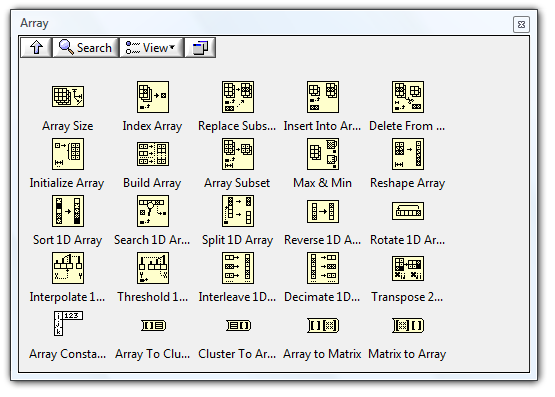 Array
Search View
Array Size Index Array Replace Subs... Insert Into Ar... Delete From ...
Initialize Array Build Array Array Subset Max & Min Reshape Array
Sort 1D Array Search 1D Ar... Split 1D Array Reverse 1D A... Rotate 1D Ar...
Interpolate 1... Threshold 1... Interleave 1D... Decimate 1D... Transpose 2...
Array Consta... Array To Clu... Cluster To Ar... Array to Matrix Matrix to Array